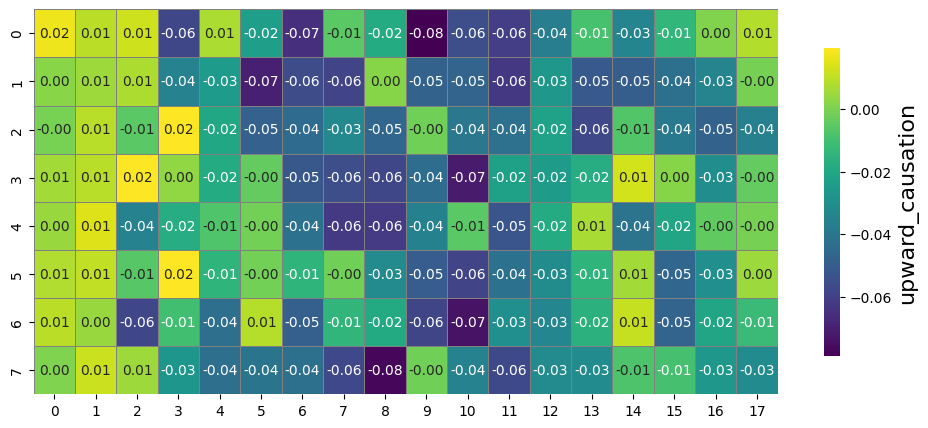 0 0.02 0.01 0.01 -0.06 0.01 -0.02 -0.07 -0.01 -0.02 -0.08 -0.06 -0.06 -0.04 -0.01 -0.03 -0.01 0.00 0.01
1 0.00 0.01 0.01 -0.04 -0.03 -0.07 -0.06 -0.06 0.00 -0.05 -0.05 -0.06 -0.03 -0.05 -0.05 -0.04 -0.03 -0.00
2 -0.00 0.01 -0.01 0.02 -0.02 -0.05 -0.04 -0.03 -0.05 -0.00 -0.04 -0.04 -0.02 -0.06 -0.01 -0.04 -0.05 -0.04
3 0.01 0.01 0.02 0.00 -0.02 -0.00 -0.05 -0.06 -0.06 -0.04 -0.07 -0.02 -0.02 -0.02 0.01 0.00 -0.03 -0.00
4 0.00 0.01 -0.04 -0.02 -0.01 -0.00 -0.04 -0.06 -0.06 -0.04 -0.01 -0.05 -0.02 0.01 -0.04 -0.02 -0.00 -0.00
5 0.01 0.01 -0.01 0.02 -0.01 -0.00 -0.01 -0.00 -0.03 -0.05 -0.06 -0.04 -0.03 -0.01 0.01 -0.05 -0.03 0.00
6 0.01 0.00 -0.06 -0.01 -0.04 0.01 -0.05 -0.01 -0.02 -0.06 -0.07 -0.03 -0.03 -0.02 0.01 -0.05 -0.02 -0.01
7 0.00 0.01 0.01 -0.03 -0.04 -0.04 -0.04 -0.06 -0.08 -0.00 -0.04 -0.06 -0.03 -0.03 -0.01 -0.01 -0.03 -0.03
0 1 2 3 4 5 6 7 8 9 10 11 12 13 14 15 16 17
0.00
−0.02
−0.04
−0.06
upward_causation